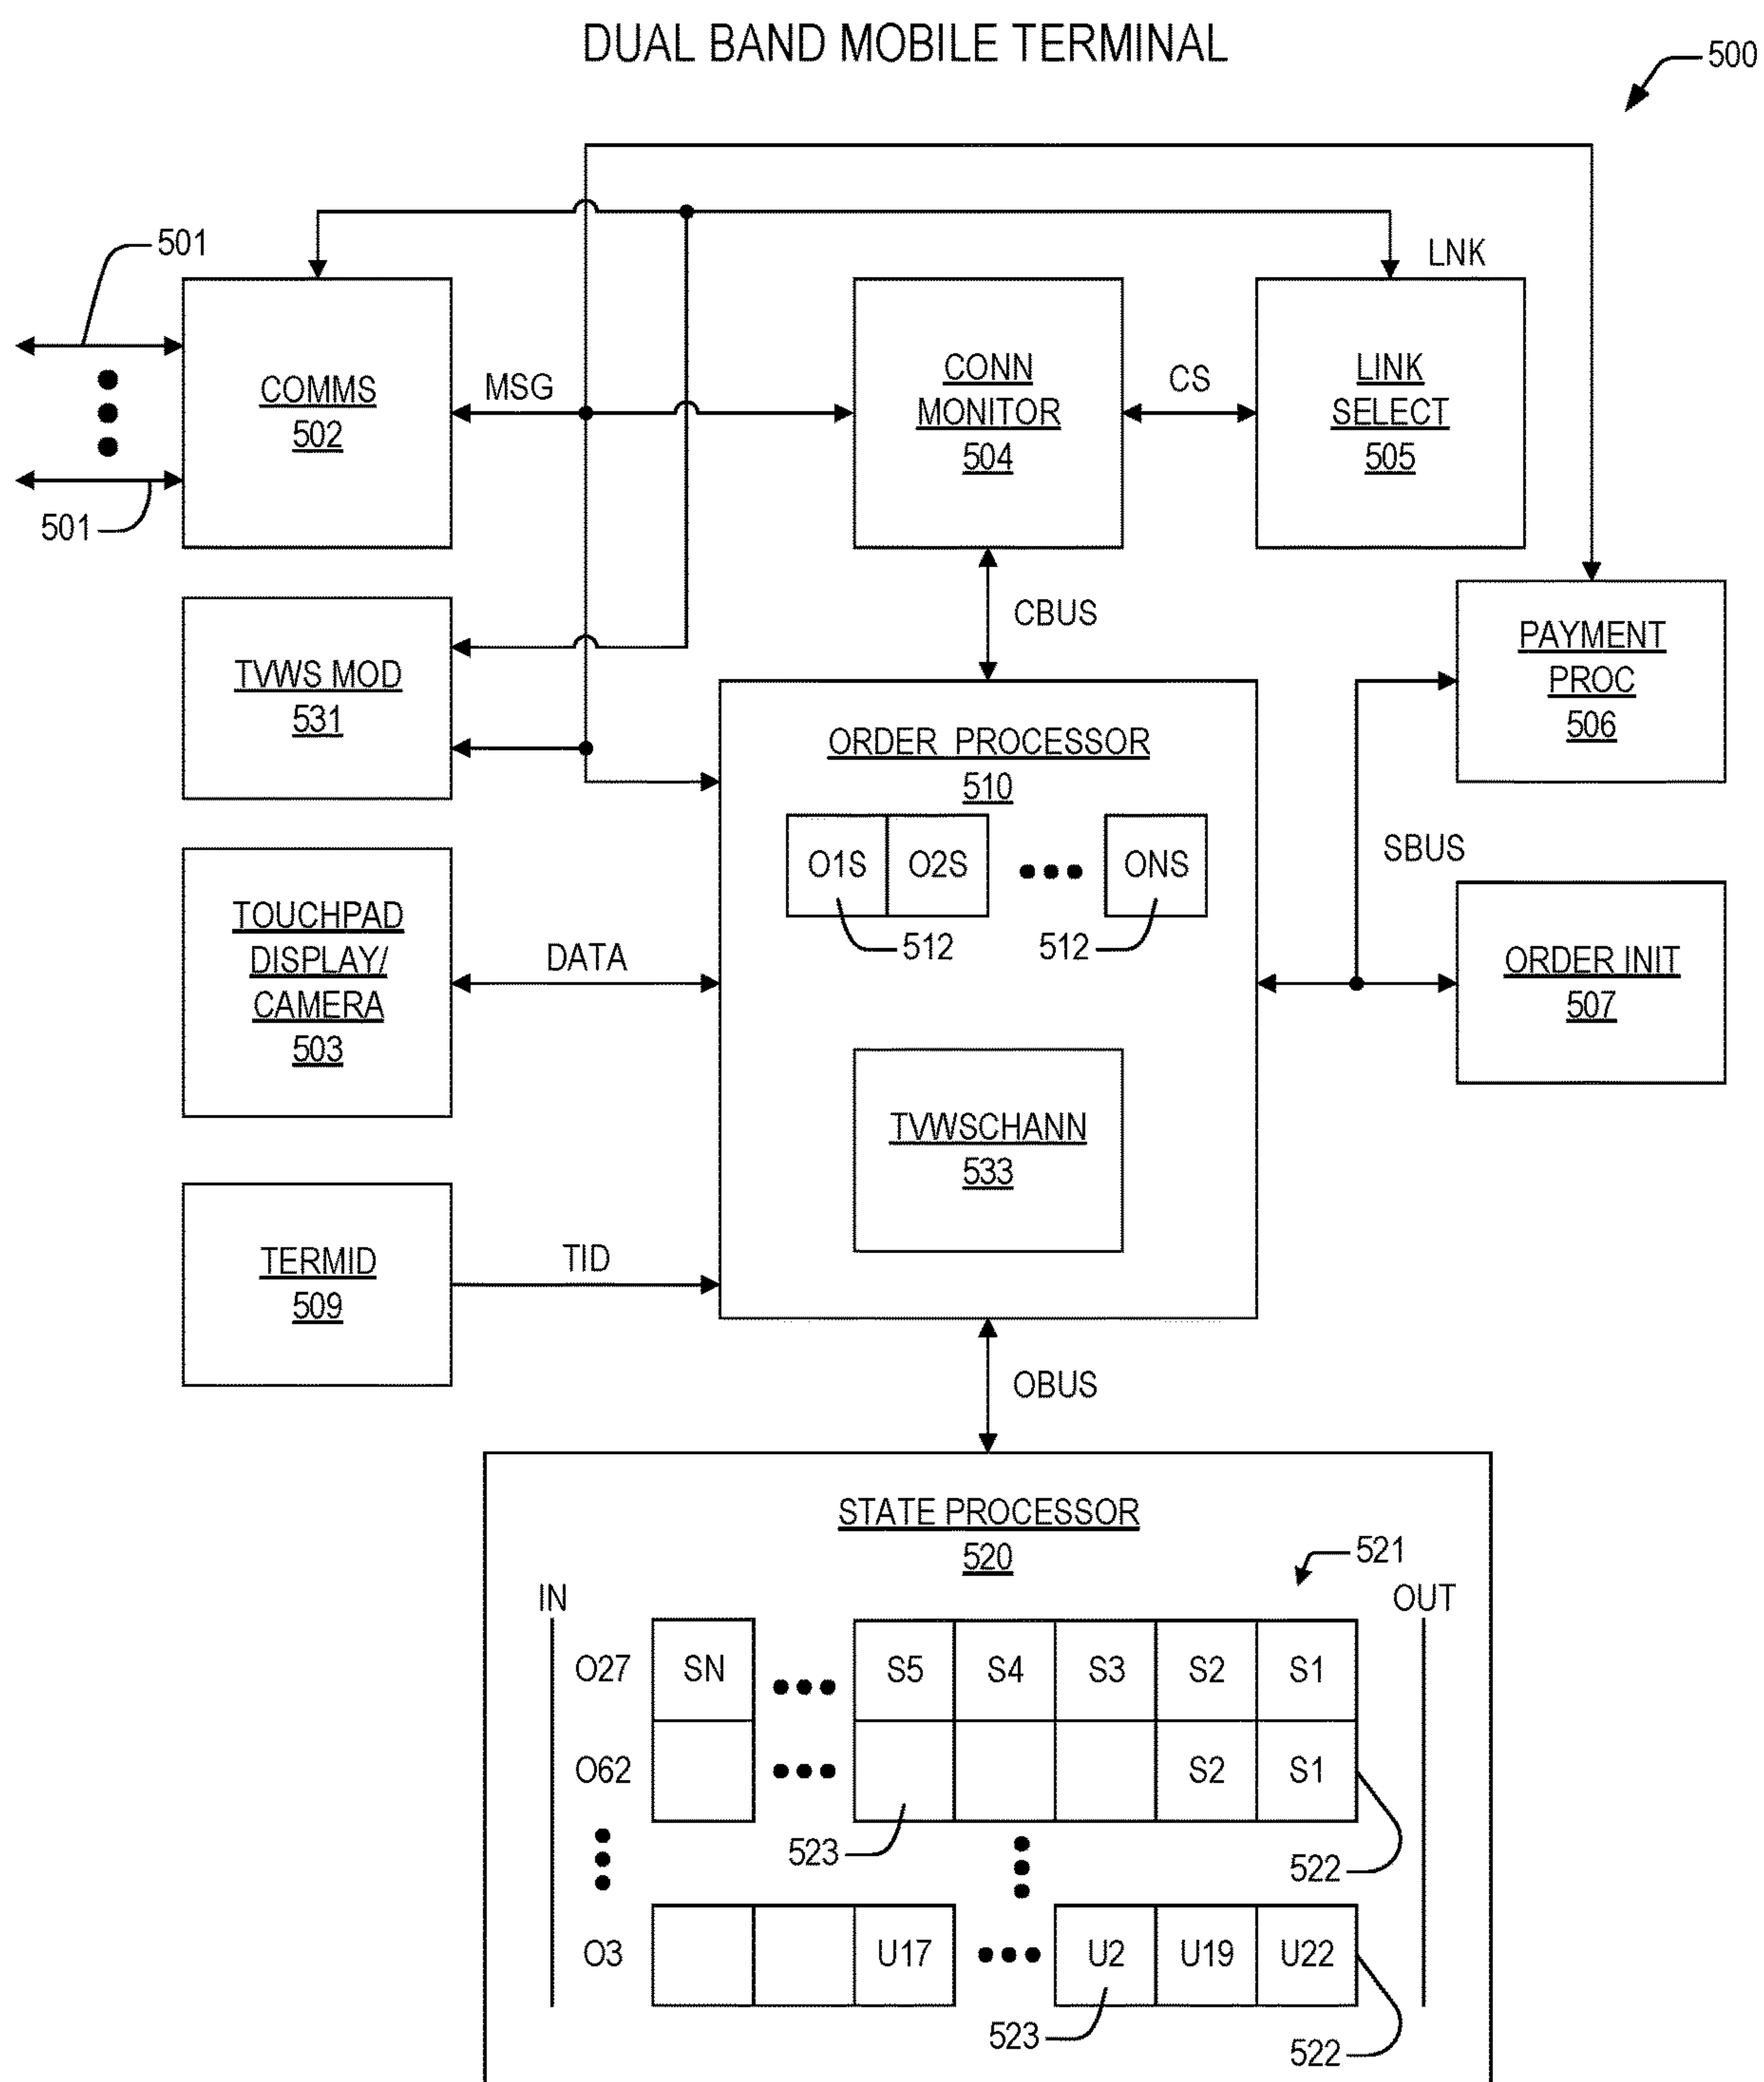 DUAL BAND MOBILE TERMINAL
500
501
LNK
COMMS
502
MSG
CONN
MONITOR
504
CS
LINK
SELECT
505
501
CBUS
TVWS MOD
531
PAYMENT
PROC
506
ORDER PROCESSOR
510
O1S
O2S
ONS
512
512
SBUS
TOUCHPAD
DISPLAY/
CAMERA
503
DATA
ORDER INIT
507
TVWSCHANN
533
TERMID
509
TID
OBUS
STATE PROCESSOR
520
521
IN
OUT
O27 SN S5 S4 S3 S2 S1
O62 S2 S1
523
522
O3 U17 U2 U19 U22
523
522